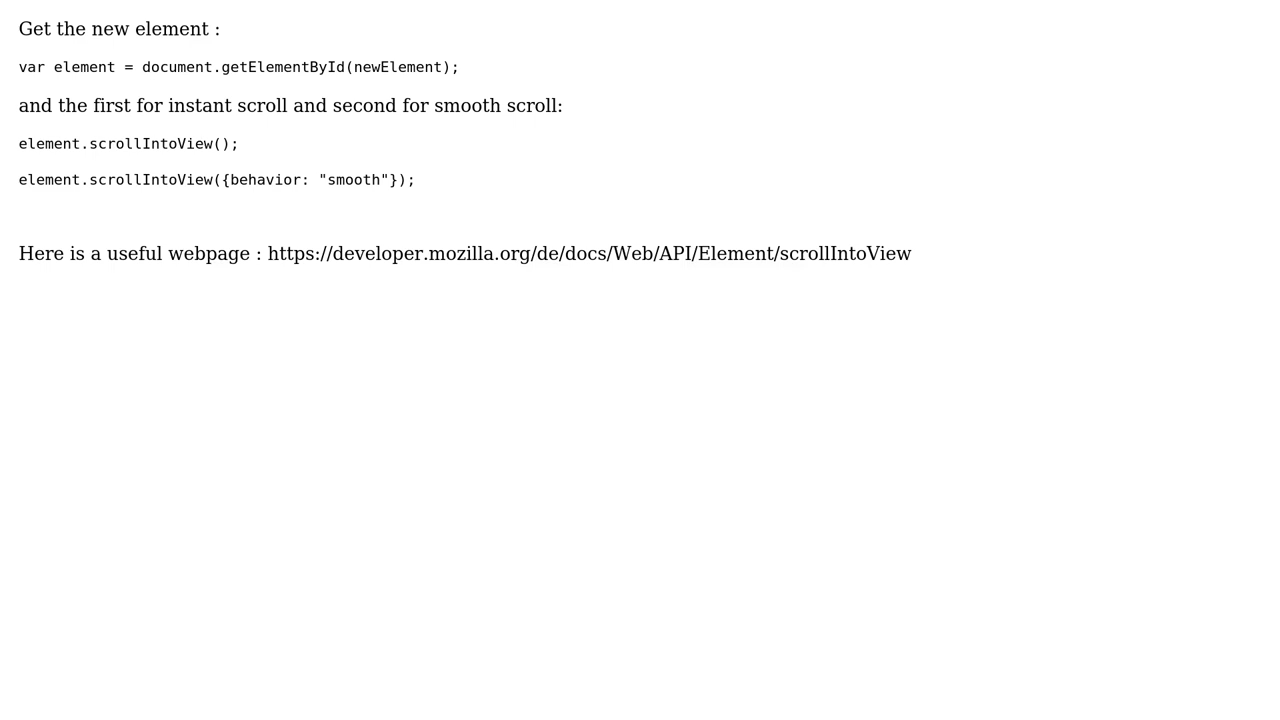 Get the new element :
var element = document.getElementById(newElement);
and the first for instant scroll and second for smooth scroll:
element.scrollIntoView();
element.scrollIntoView({behavior: "smooth"});
Here is a useful webpage : https://developer.mozilla.org/de/docs/Web/API/Element/scrollIntoView